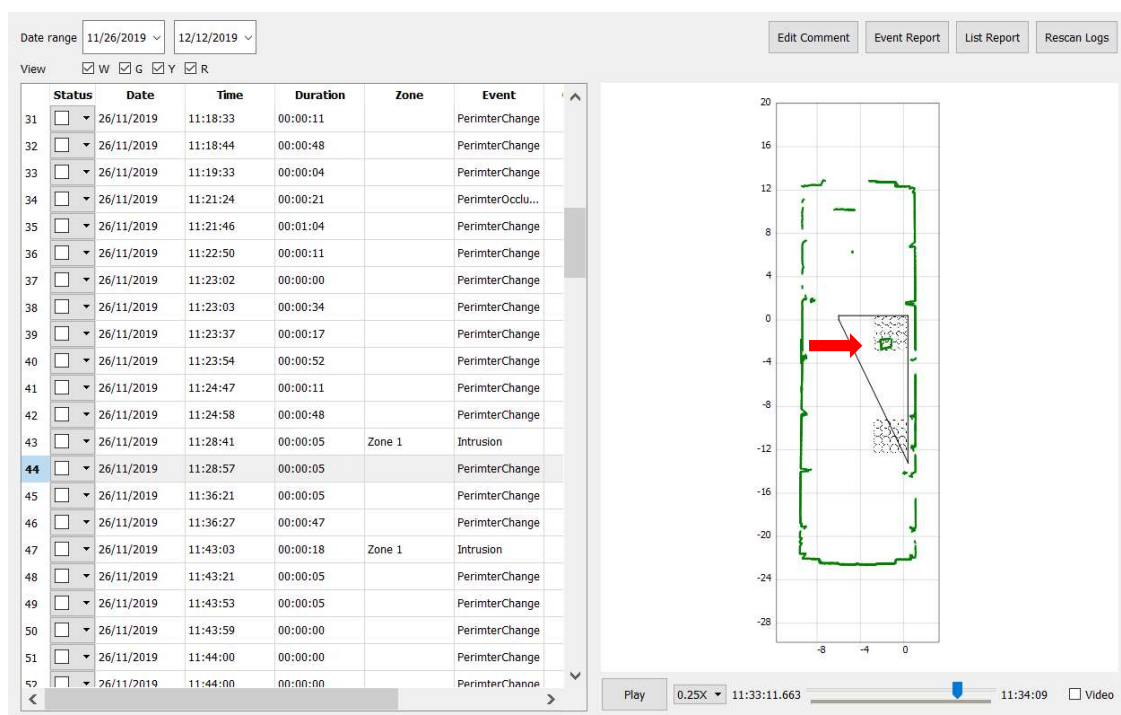 Date range 11/26/2019 12/12/2019 Edit Comment Event Report List Report Rescan Logs
View W G Y R
Status Date Time Duration Zone Event
31 26/11/2019 11:18:33 00:00:11 PerimterChange
32 26/11/2019 11:18:44 00:00:48 PerimterChange
33 26/11/2019 11:19:33 00:00:04 PerimterChange
34 26/11/2019 11:21:24 00:00:21 PerimterOcclu...
35 26/11/2019 11:21:46 00:01:04 PerimterChange
36 26/11/2019 11:22:50 00:00:11 PerimterChange
37 26/11/2019 11:23:02 00:00:00 PerimterChange
38 26/11/2019 11:23:03 00:00:34 PerimterChange
39 26/11/2019 11:23:37 00:00:17 PerimterChange
40 26/11/2019 11:23:54 00:00:52 PerimterChange
41 26/11/2019 11:24:47 00:00:11 PerimterChange
42 26/11/2019 11:24:58 00:00:48 PerimterChange
43 26/11/2019 11:28:41 00:00:05 Zone 1 Intrusion
44 26/11/2019 11:28:57 00:00:05 PerimterChange
45 26/11/2019 11:36:21 00:00:05 PerimterChange
46 26/11/2019 11:36:27 00:00:47 PerimterChange
47 26/11/2019 11:43:03 00:00:18 Zone 1 Intrusion
48 26/11/2019 11:43:21 00:00:05 PerimterChange
49 26/11/2019 11:43:53 00:00:05 PerimterChange
50 26/11/2019 11:43:59 00:00:00 PerimterChange
51 26/11/2019 11:44:00 00:00:00 PerimterChange
52 26/11/2019 11:44:00 00:00:00 PerimterChange
20
16
12
8
4
0
-4
-8
-12
-16
-20
-24
-28
-8 -4 0
Play 0.25X 11:33:11.663 11:34:09 Video